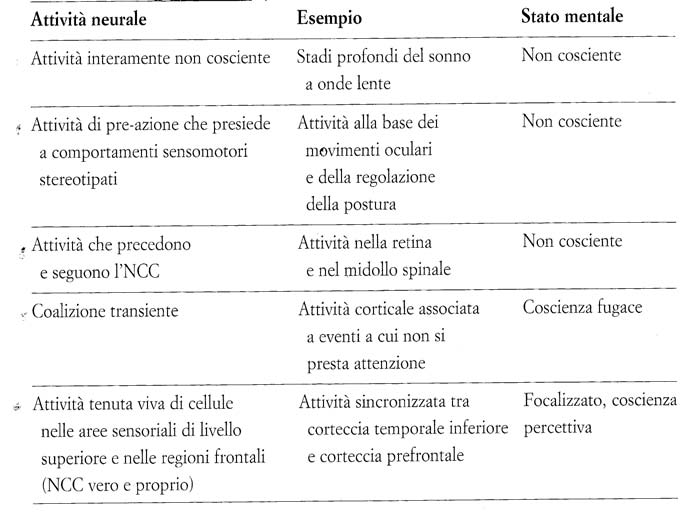 Attività neurale Esempio Stato mentale
Attività interamente non cosciente Stadi profondi del sonno Non cosciente
a onde lente
Attività di pre-azione che presiede Attività alla base dei Non cosciente
a comportamenti sensomotori movimenti oculari
stereotipati e della regolazione
della postura
Attività che precedono Attività nella retina Non cosciente
e seguono l'NCC e nel midollo spinale
Coalizione transiente Attività corticale associata Coscienza fugace
a eventi a cui non si
presta attenzione
Attività tenuta viva di cellule Attività sincronizzata tra Focalizzato, coscienza
nelle aree sensoriali di livello corteccia temporale inferiore percettiva
superiore e nelle regioni frontali e corteccia prefrontale
(NCC vero e proprio)